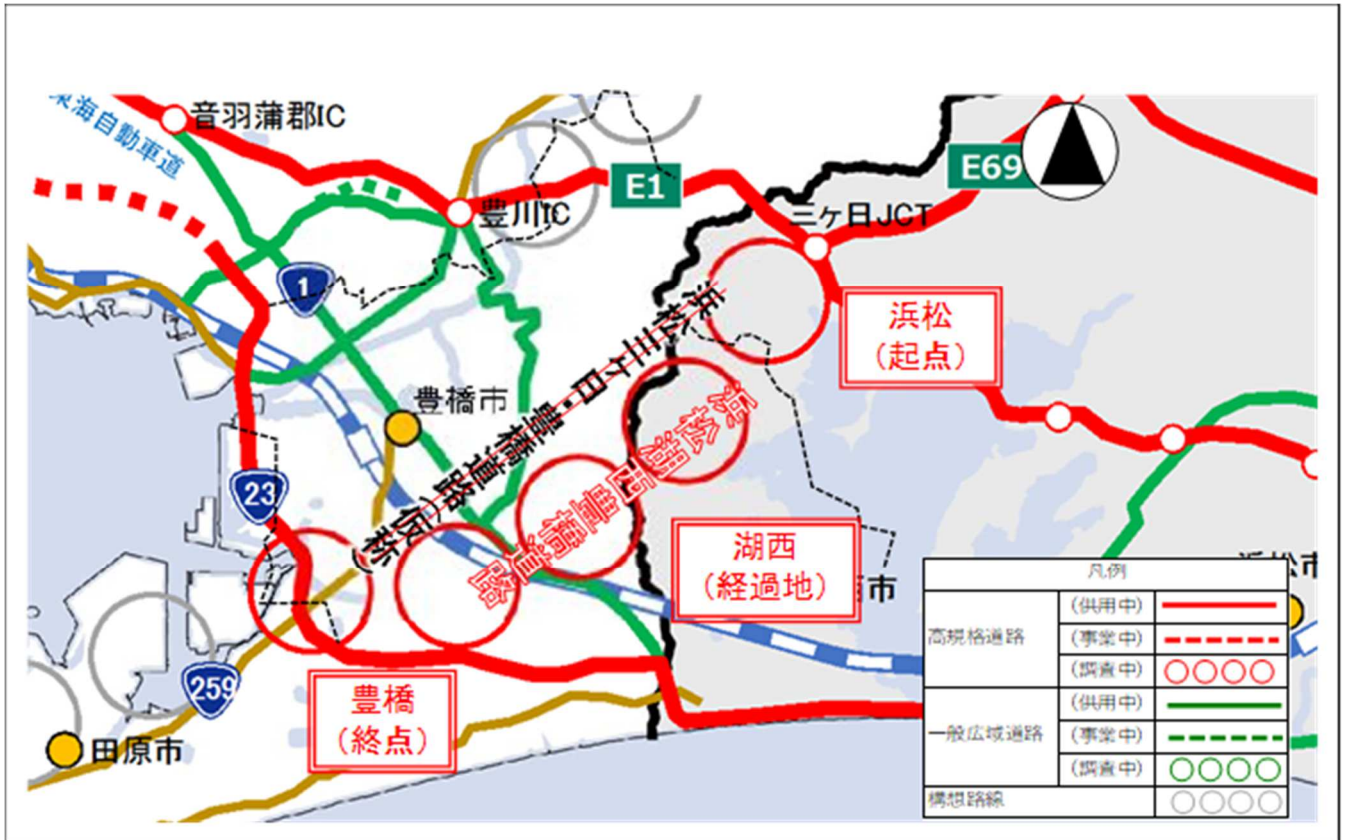 東海自動車道
音羽蒲郡IC
豊川IC
E1
E69
三ヶ日JCT
1
浜松
（起点）
浜松三ヶ日・豊橋道路（仮称）
浜松湖西豊橋道路
豊橋市
23
湖西
（経過地）
市
浜松市
259
豊橋
（終点）
田原市
凡例
高規格道路
（供用中）
（事業中）
（調査中）
一般広域道路
（供用中）
（事業中）
（調査中）
構想路線